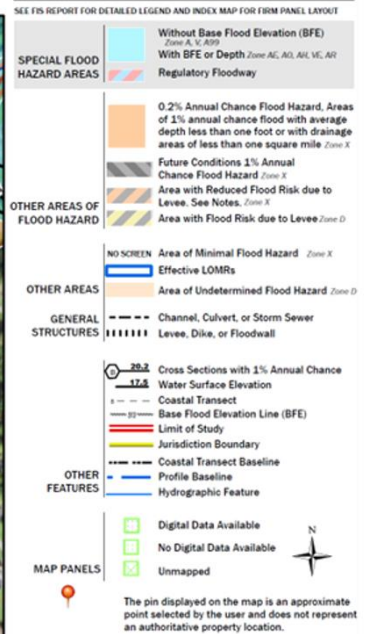 SEE FIS REPORT FOR DETAILED LEGEND AND INDEX MAP FOR FIRM PANEL LAYOUT
SPECIAL FLOOD
HAZARD AREAS
Without Base Flood Elevation (BFE)
Zone A, V, A99
With BFE or Depth Zone AE, AO, AH, VE, AR
Regulatory Floodway
OTHER AREAS OF
FLOOD HAZARD
0.2% Annual Chance Flood Hazard, Areas
of 1% annual chance flood with average
depth less than one foot or with drainage
areas of less than one square mile Zone X
Future Conditions 1% Annual
Chance Flood Hazard Zone X
Area with Reduced Flood Risk due to
Levee. See Notes. Zone X
Area with Flood Risk due to Levee Zone D
OTHER AREAS
NO SCREEN Area of Minimal Flood Hazard Zone X
Effective LOMRs
Area of Undetermined Flood Hazard Zone D
GENERAL
STRUCTURES
Channel, Culvert, or Storm Sewer
Levee, Dike, or Floodwall
OTHER
FEATURES
20.2 Cross Sections with 1% Annual Chance
17.5 Water Surface Elevation
Coastal Transect
Base Flood Elevation Line (BFE)
Limit of Study
Jurisdiction Boundary
Coastal Transect Baseline
Profile Baseline
Hydrographic Feature
MAP PANELS
Digital Data Available
No Digital Data Available
Unmapped
N
The pin displayed on the map is an approximate
point selected by the user and does not represent
an authoritative property location.